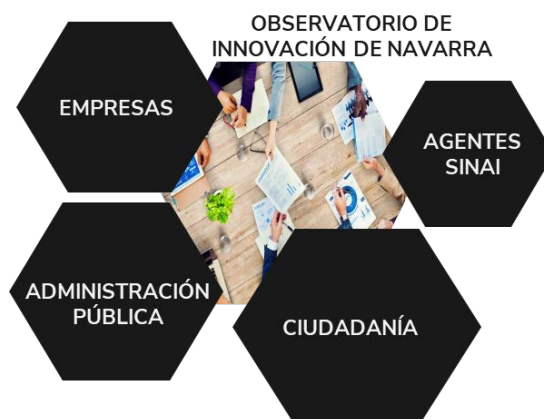 OBSERVATORIO DE
INNOVACIÓN DE NAVARRA
EMPRESAS
AGENTES
SINAI
ADMINISTRACIÓN
PÚBLICA
CIUDADANÍA